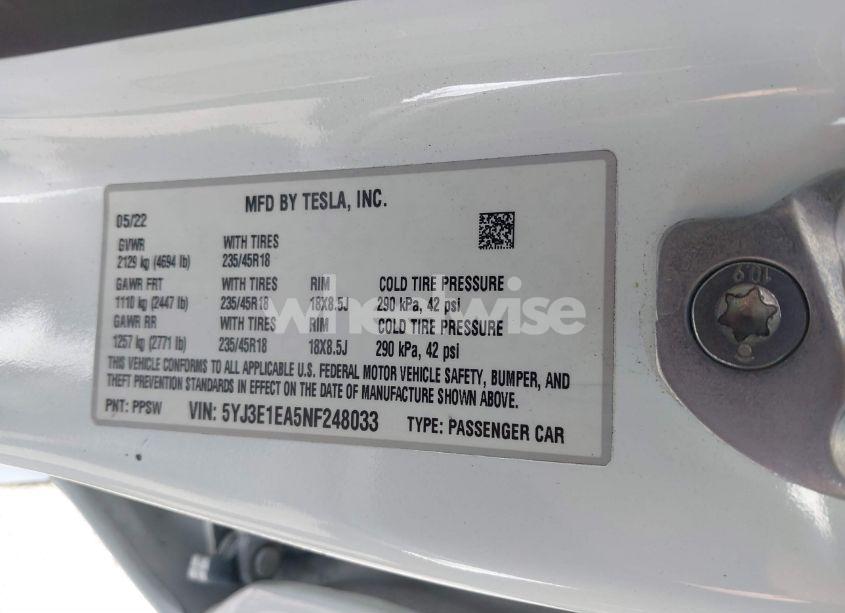 MFD BY TESLA, INC.
05/22
GVWR WITH TIRES
2129 kg (4694 lb) 235/45R18
GAWR FRT WITH TIRES RIM COLD TIRE PRESSURE
1110 kg (2447 lb) 235/45R18 18X8.5J 290 kPa, 42 psi
GAWR RR WITH TIRES RIM COLD TIRE PRESSURE
1257 kg (2771 lb) 235/45R18 18X8.5J 290 kPa, 42 psi
THIS VEHICLE CONFORMS TO ALL APPLICABLE U.S. FEDERAL MOTOR VEHICLE SAFETY, BUMPER, AND
THEFT PREVENTION STANDARDS IN EFFECT ON THE DATE OF MANUFACTURE SHOWN ABOVE.
PNT: PPSW VIN: 5YJ3E1EA5NF248033 TYPE: PASSENGER CAR
wheelwise
10.9